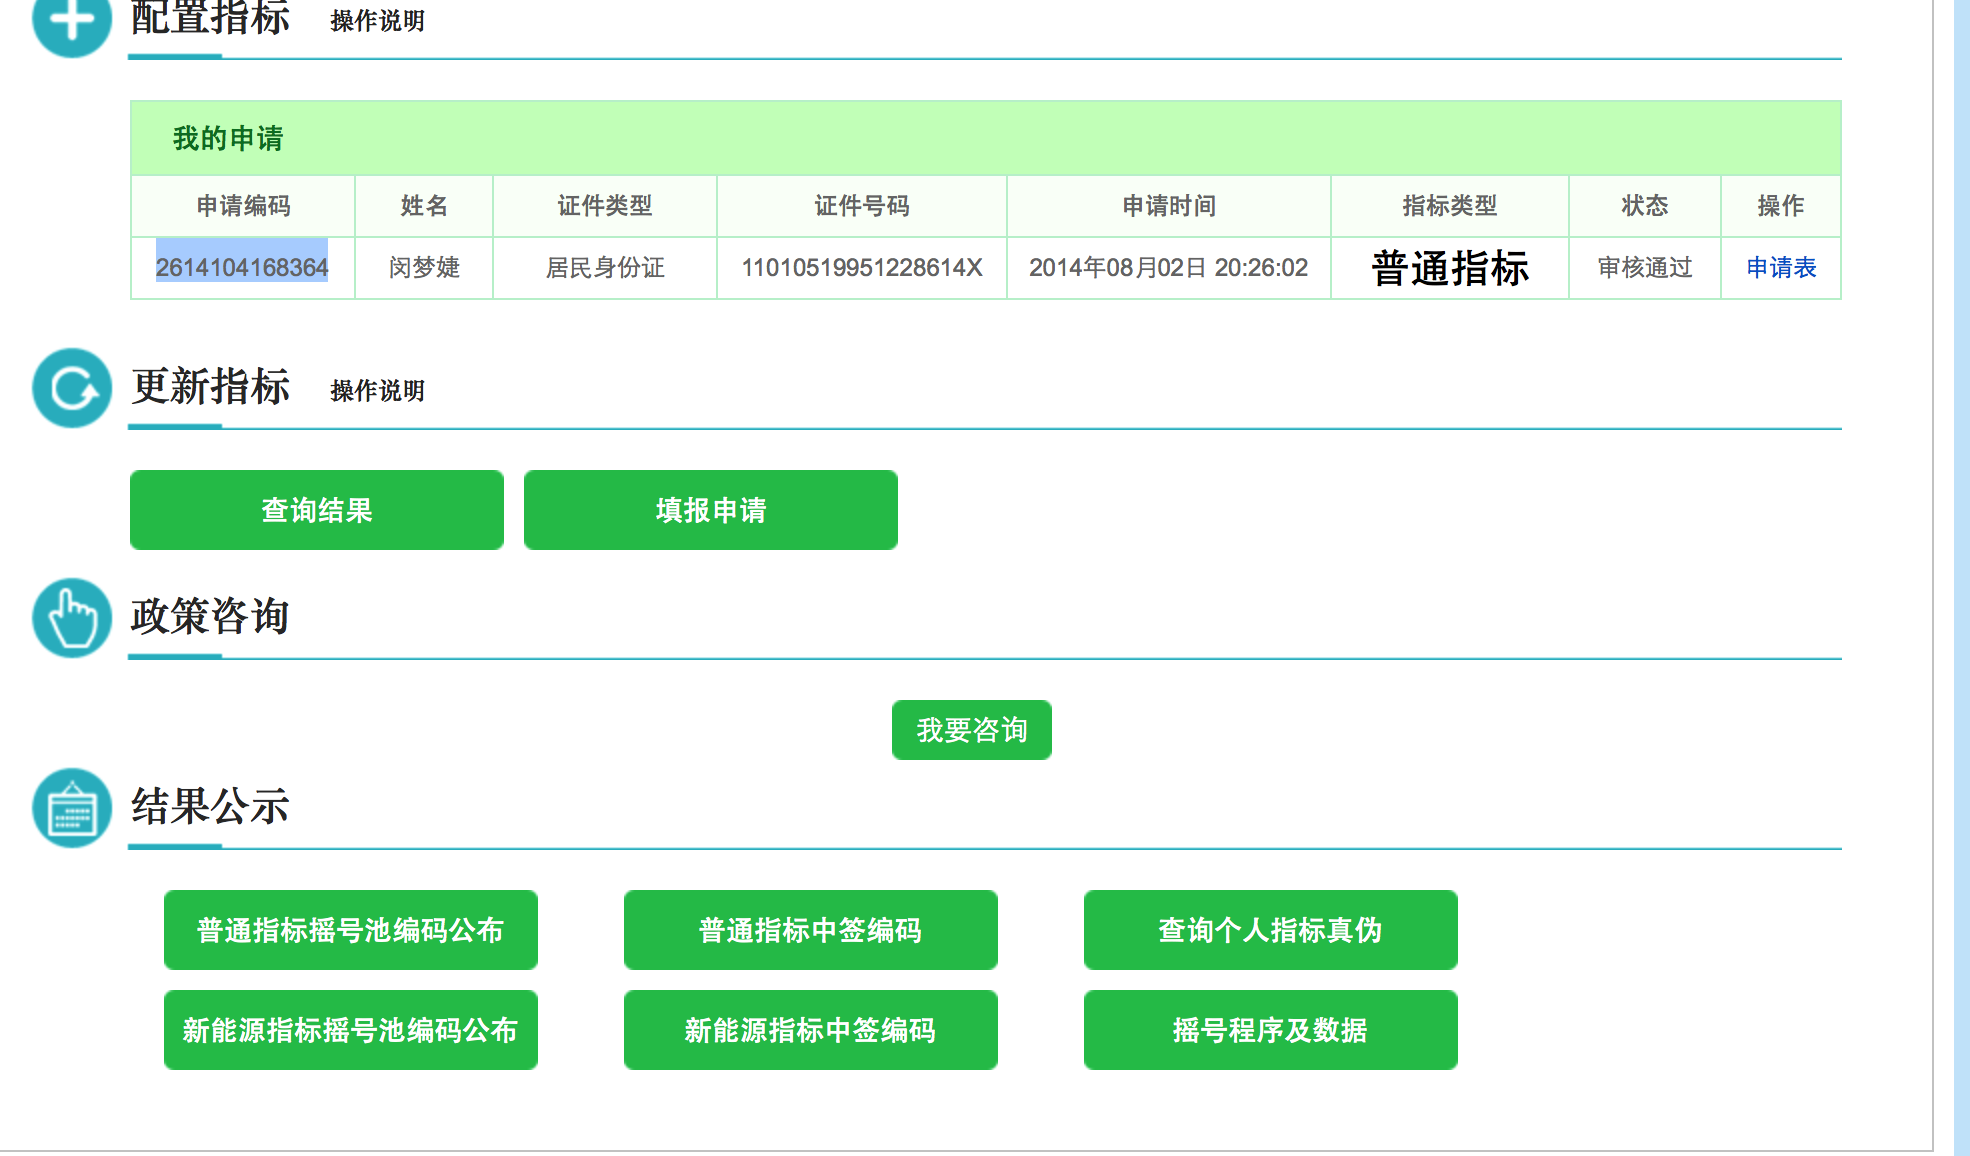 配置指标 操作说明
我的申请
申请编码 姓名 证件类型 证件号码 申请时间 指标类型 状态 操作
2614104168364 闵梦婕 居民身份证 11010519951228614X 2014年08月02日 20:26:02 普通指标 审核通过 申请表
更新指标 操作说明
查询结果 填报申请
政策咨询
我要咨询
结果公示
普通指标摇号池编码公布 普通指标中签编码 查询个人指标真伪
新能源指标摇号池编码公布 新能源指标中签编码 摇号程序及数据